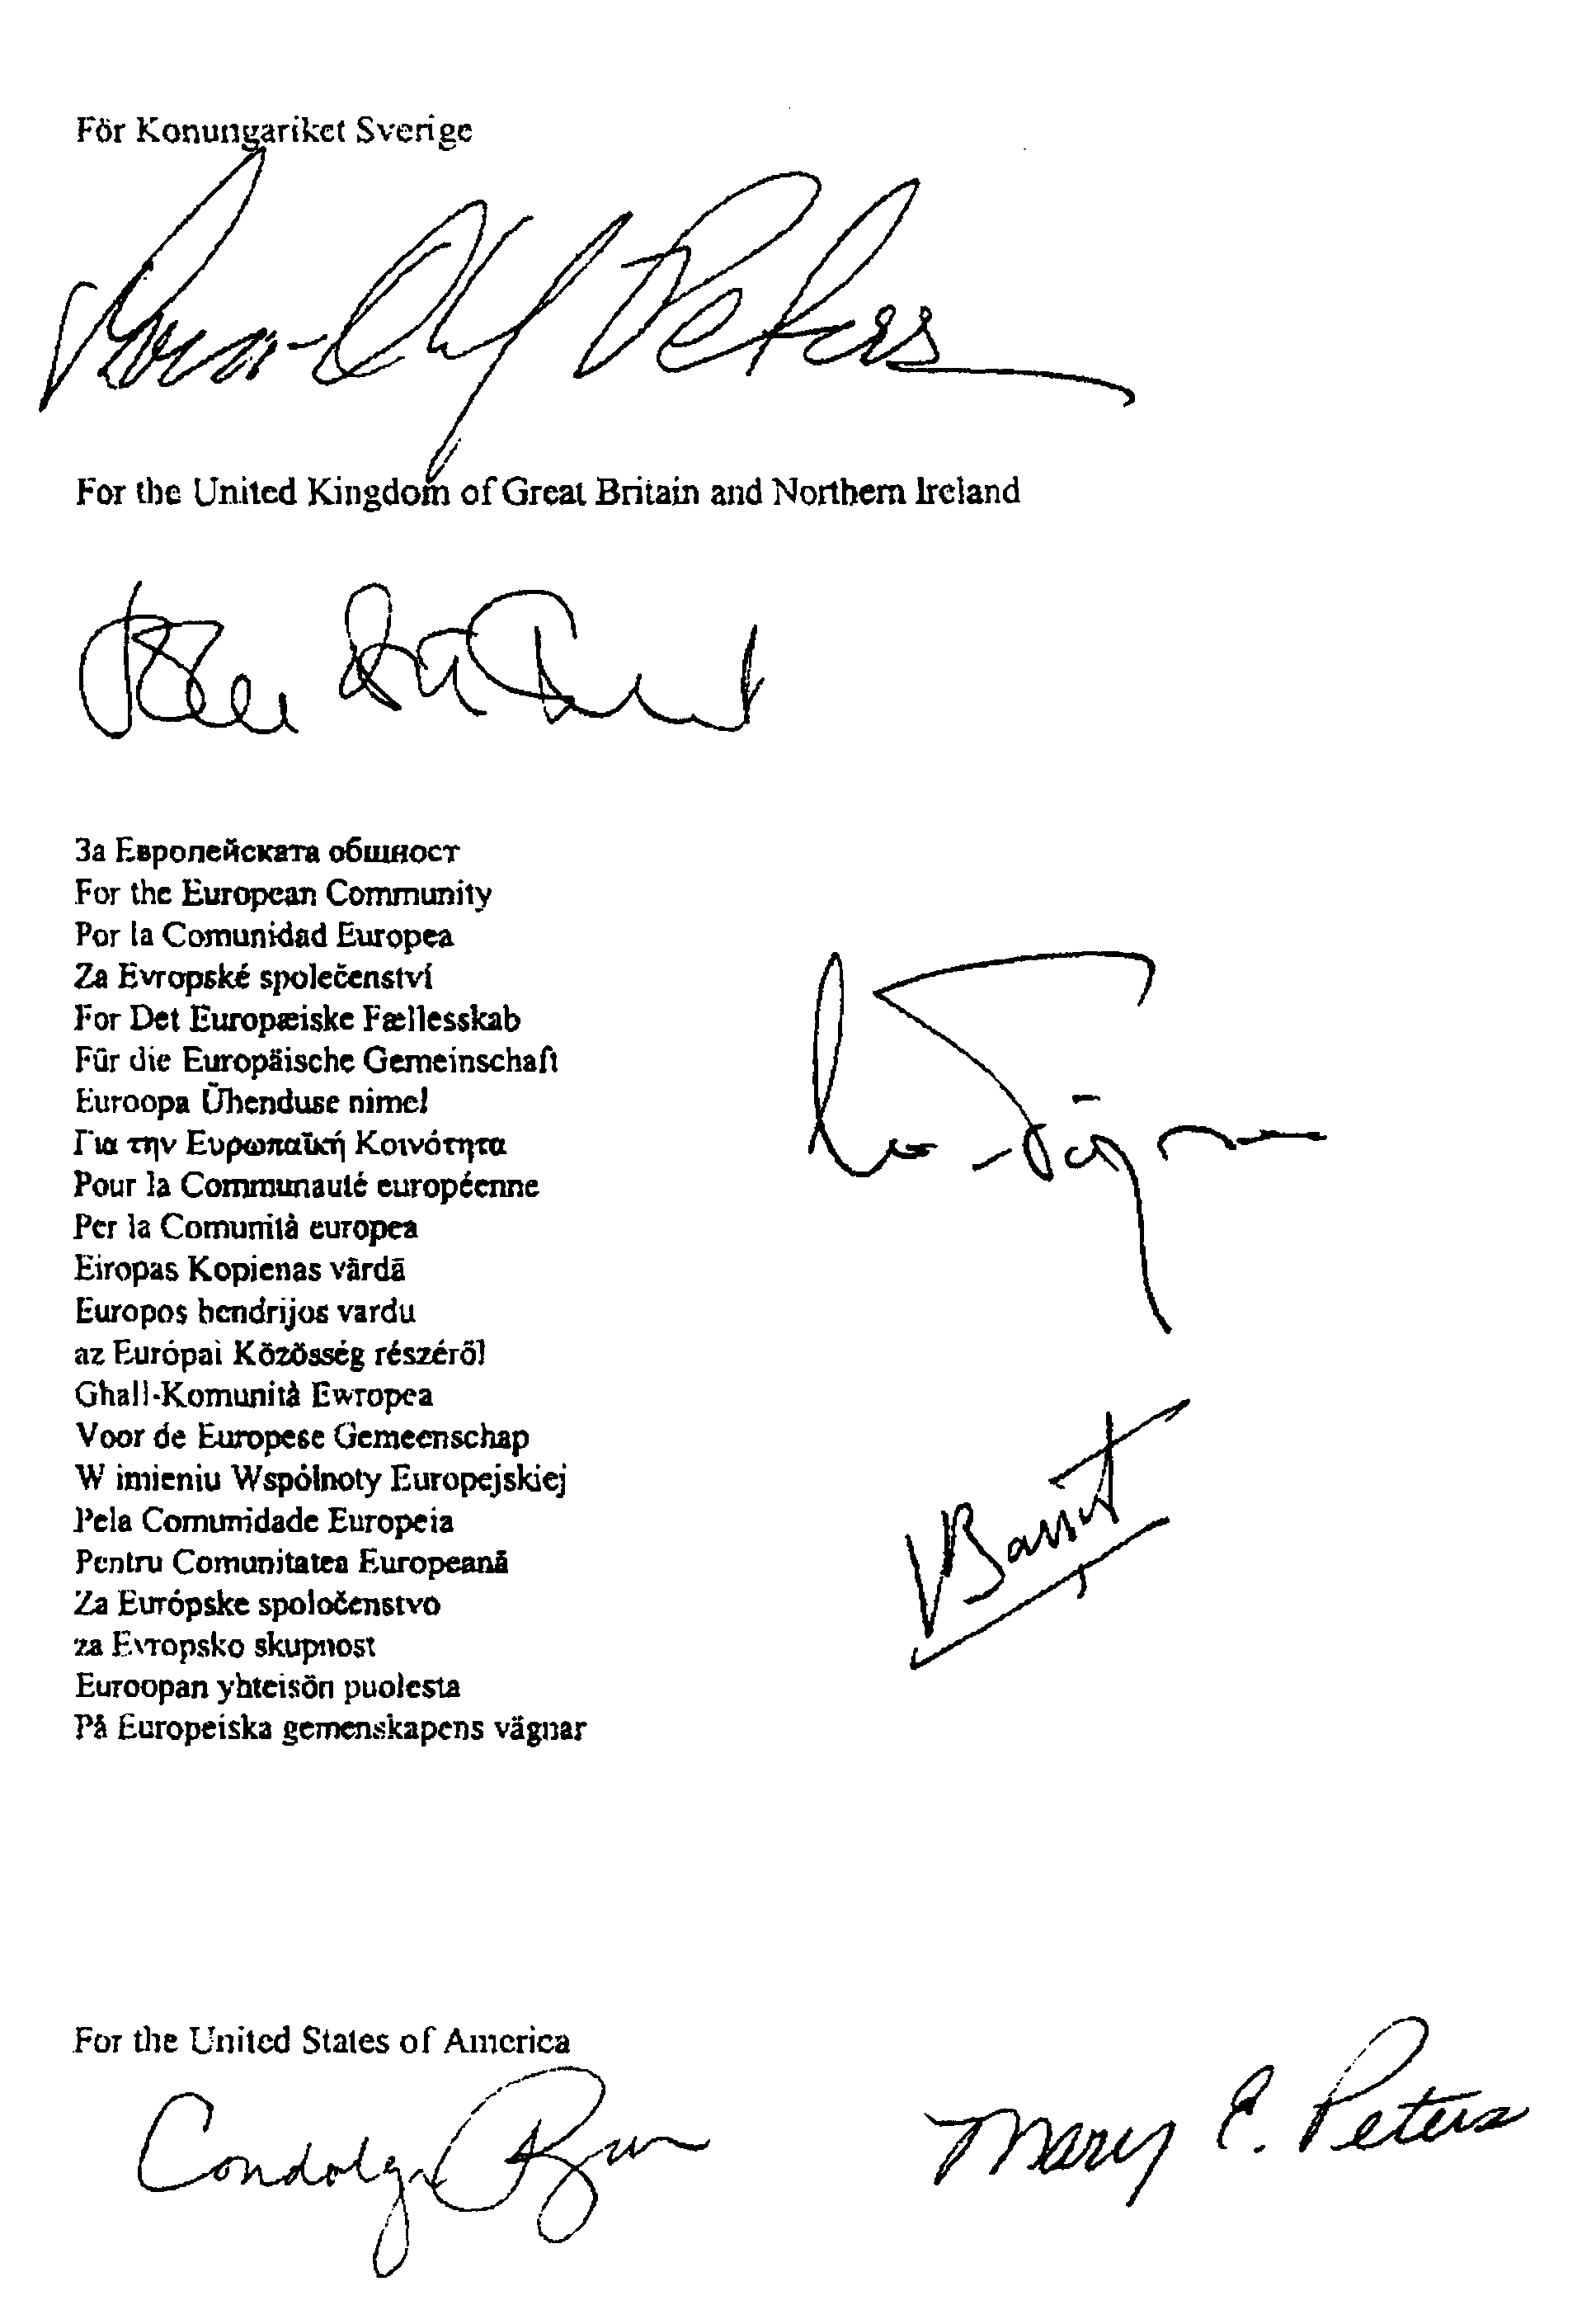 För Konungariket Sverige
For the United Kingdom of Great Britain and Northern Ireland
За Европейската общност
For the European Community
Por la Comunidad Europea
Za Evropské společenství
For Det Europæiske Fællesskab
Für die Europäische Gemeinschaft
Euroopa Ühenduse nimel
Για την Ευρωπαϊκή Κοινότητα
Pour la Communauté européenne
Per la Comunità europea
Eiropas Kopienas vārdā
Europos bendrijos vardu
az Európai Közösség részéről
Għall-Komunità Ewropea
Voor de Europese Gemeenschap
W imieniu Wspólnoty Europejskiej
Pela Comunidade Europeia
Pentru Comunitatea Europeană
Za Európske spoločenstvo
za Evropsko skupnost
Euroopan yhteisön puolesta
På Europeiska gemenskapens vägnar
For the United States of America
Mary E. Peters